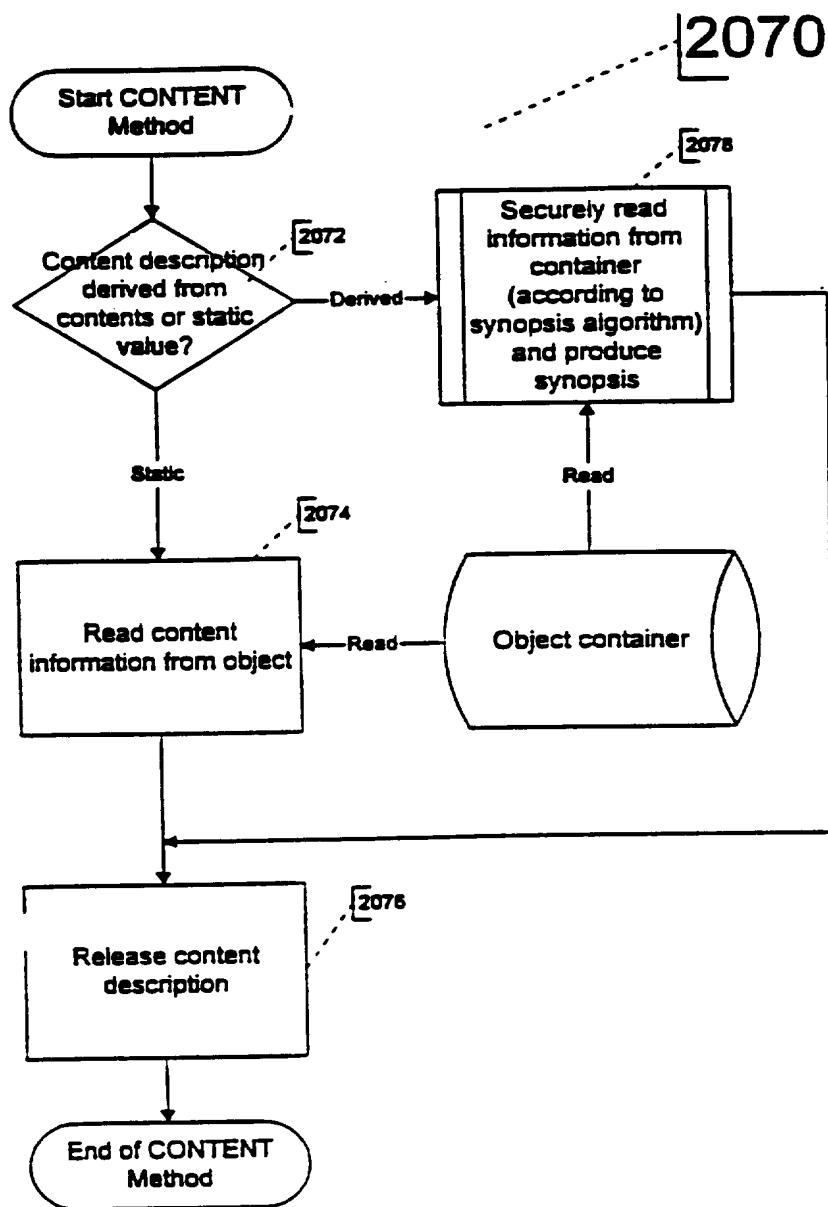 2070
Start CONTENT
Method
2078
2072
Content description
derived from
contents or static
value?
Derived
Securely read
information from
container
(according to
synopsis algorithm)
and produce
synopsis
Static
Read
2074
Read content
information from object
Read
Object container
2076
Release content
description
End of CONTENT
Method